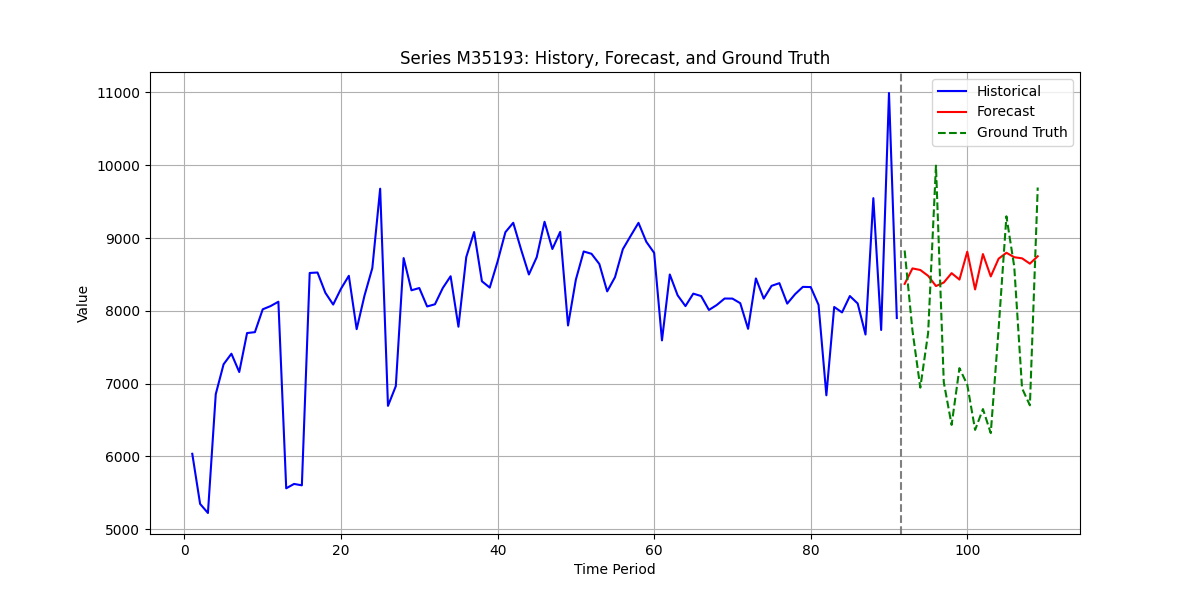 Series M35193: History, Forecast, and Ground Truth
Historical
Forecast
Ground Truth
Value
11000
10000
9000
8000
7000
6000
5000
0 20 40 60 80 100
Time Period